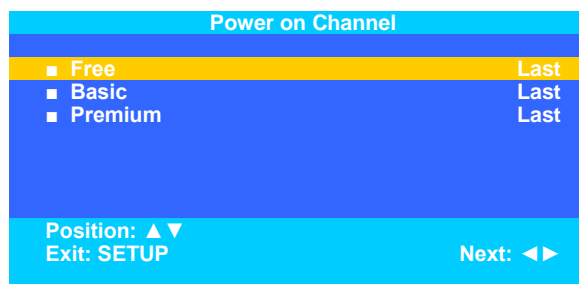 Power on Channel
■ Free Last
■ Basic Last
■ Premium Last
Position: ▲▼
Exit: SETUP Next: ◄►